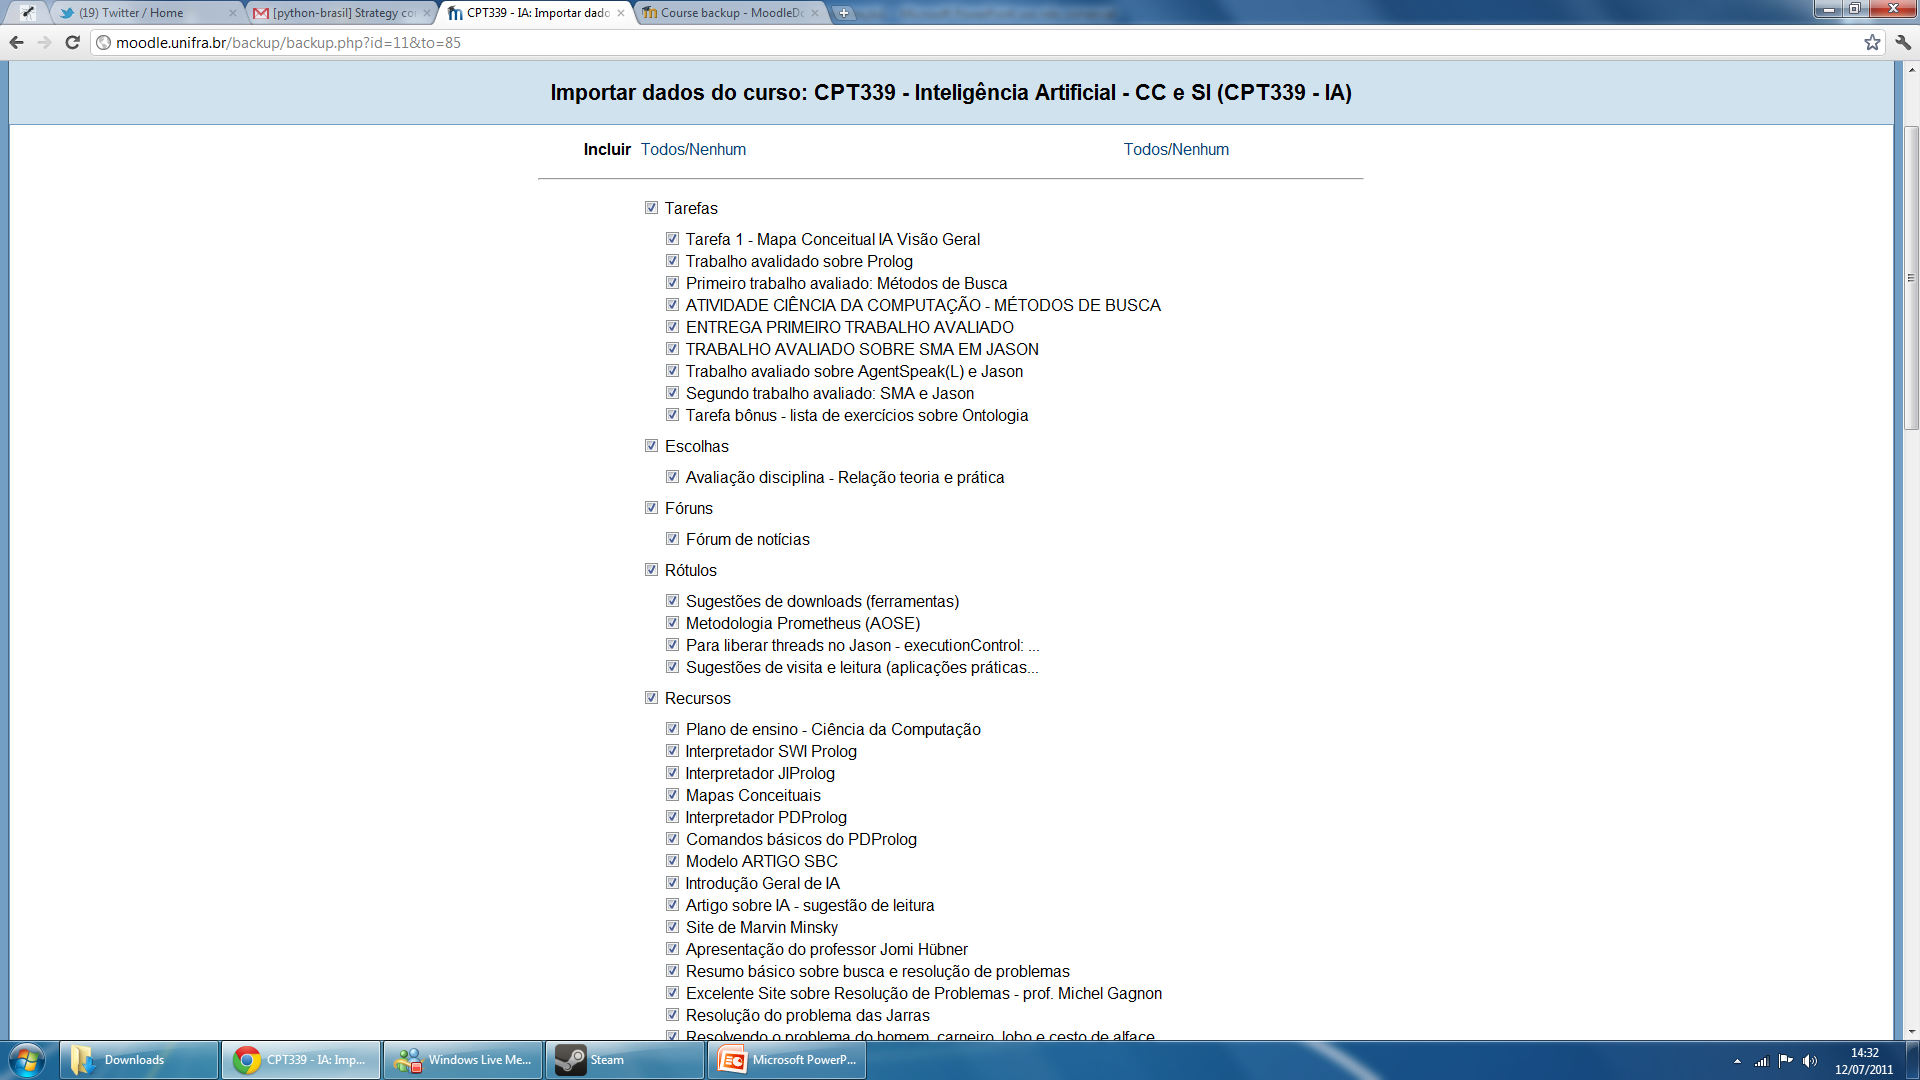 (19) Twitter / Home
[python-brasil] Strategy co
CPT339 - IA: Importar dado
Course backup - MoodleDo
moodle.unifra.br/backup/backup.php?id=11&to=85
Importar dados do curso: CPT339 - Inteligência Artificial - CC e SI (CPT339 - IA)
Incluir Todos/Nenhum Todos/Nenhum
Tarefas
Tarefa 1 - Mapa Conceitual IA Visão Geral
Trabalho avalidado sobre Prolog
Primeiro trabalho avaliado: Métodos de Busca
ATIVIDADE CIÊNCIA DA COMPUTAÇÃO - MÉTODOS DE BUSCA
ENTREGA PRIMEIRO TRABALHO AVALIADO
TRABALHO AVALIADO SOBRE SMA EM JASON
Trabalho avaliado sobre AgentSpeak(L) e Jason
Segundo trabalho avaliado: SMA e Jason
Tarefa bônus - lista de exercícios sobre Ontologia
Escolhas
Avaliação disciplina - Relação teoria e prática
Fóruns
Fórum de notícias
Rótulos
Sugestões de downloads (ferramentas)
Metodologia Prometheus (AOSE)
Para liberar threads no Jason - executionControl: ...
Sugestões de visita e leitura (aplicações práticas...
Recursos
Plano de ensino - Ciência da Computação
Interpretador SWI Prolog
Interpretador JIProlog
Mapas Conceituais
Interpretador PDProlog
Comandos básicos do PDProlog
Modelo ARTIGO SBC
Introdução Geral de IA
Artigo sobre IA - sugestão de leitura
Site de Marvin Minsky
Apresentação do professor Jomi Hübner
Resumo básico sobre busca e resolução de problemas
Excelente Site sobre Resolução de Problemas - prof. Michel Gagnon
Resolução do problema das Jarras
Resolvendo o problema do homem, carneiro, lobo e cesto de alface
Downloads
CPT339 - IA: Imp...
Windows Live Me...
Steam
Microsoft PowerP...
14:32
12/07/2011